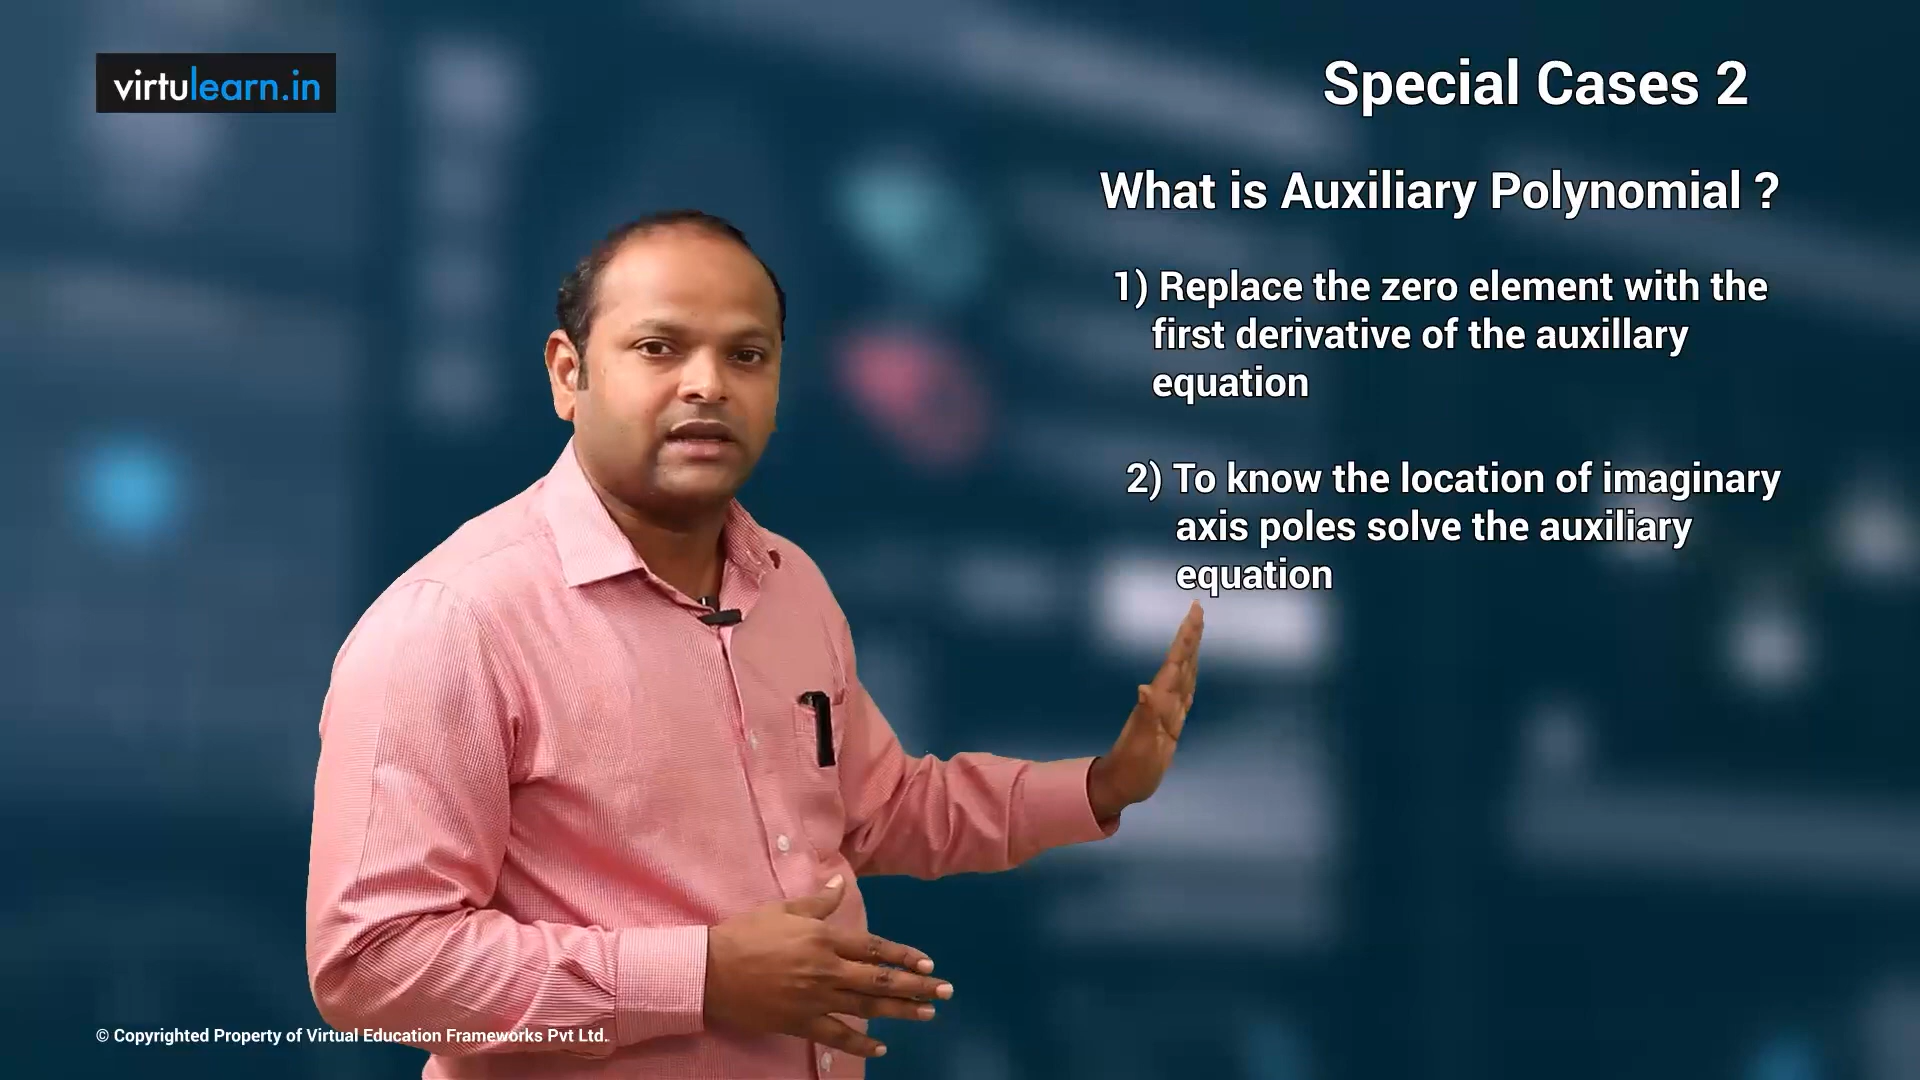 virtulearn.in
Special Cases 2
What is Auxiliary Polynomial ?
1) Replace the zero element with the
first derivative of the auxillary
equation
2) To know the location of imaginary
axis poles solve the auxiliary
equation
© Copyrighted Property of Virtual Education Frameworks Pvt Ltd.